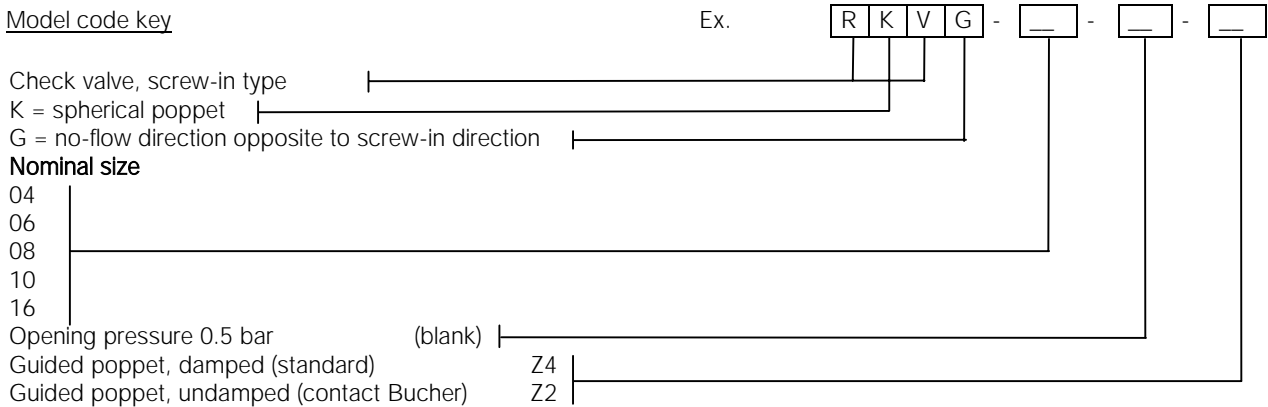 Model code key Ex. R K V G - __ - __ - __
Check valve, screw-in type
K = spherical poppet
G = no-flow direction opposite to screw-in direction
Nominal size
04
06
08
10
16
Opening pressure 0.5 bar (blank)
Guided poppet, damped (standard) Z4
Guided poppet, undamped (contact Bucher) Z2